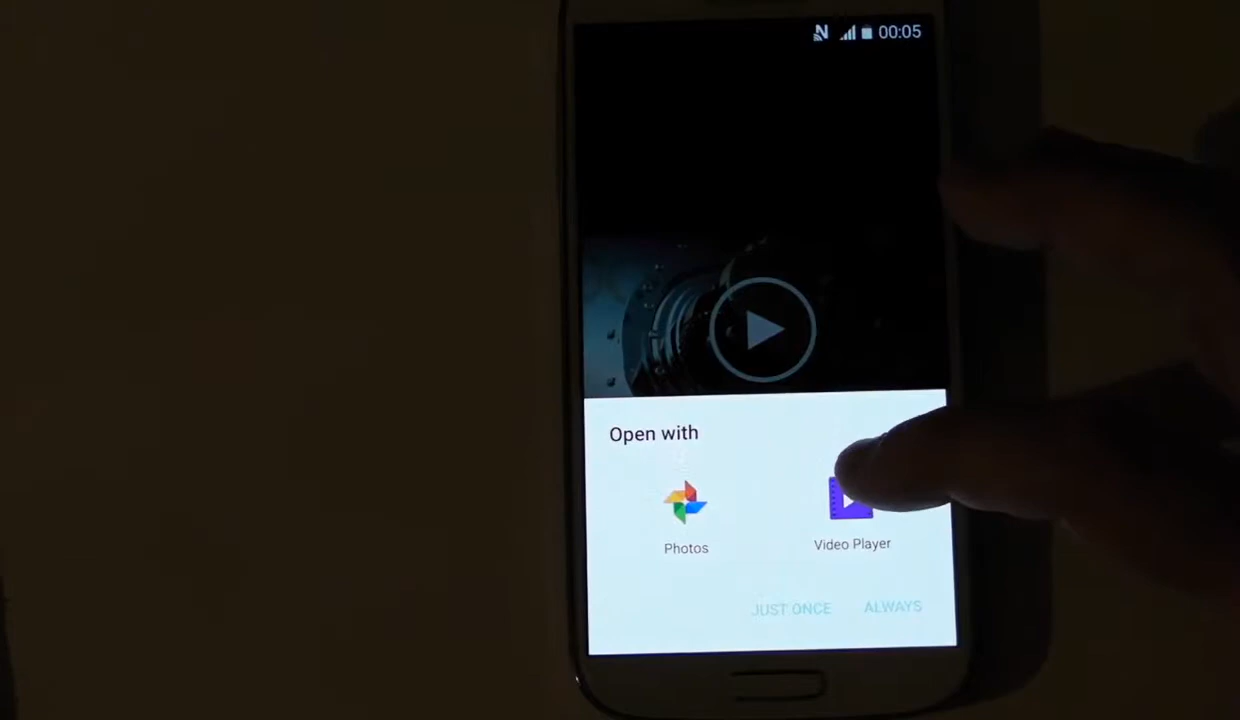 00:05
Open with
Photos
Video Player
JUST ONCE
ALWAYS